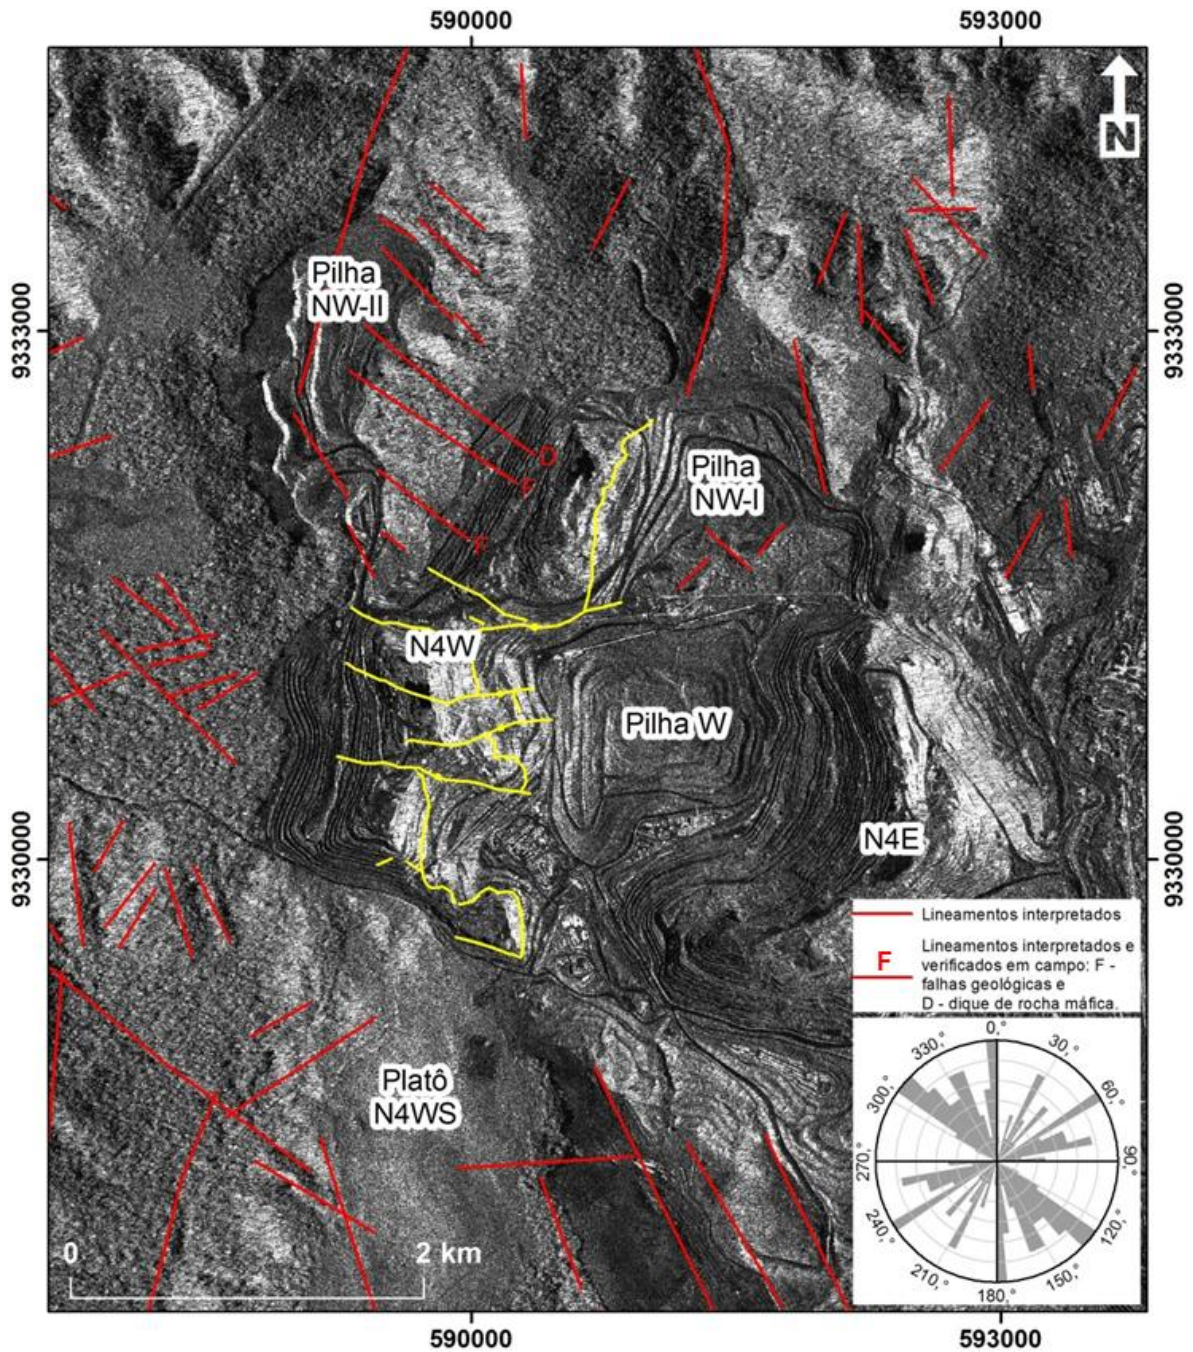 590000
593000
N
Pilha
NW-II
9333000
9333000
D
F
F
Pilha
NW-I
N4W
Pilha W
N4E
9330000
9330000
Lineamentos interpretados
F
Lineamentos interpretados e
verificados em campo: F -
falhas geológicas e
D - dique de rocha máfica.
Platô
N4WS
0,°
30,°
60,°
90,°
120,°
150,°
180,°
210,°
240,°
270,°
300,°
330,°
0
2 km
590000
593000